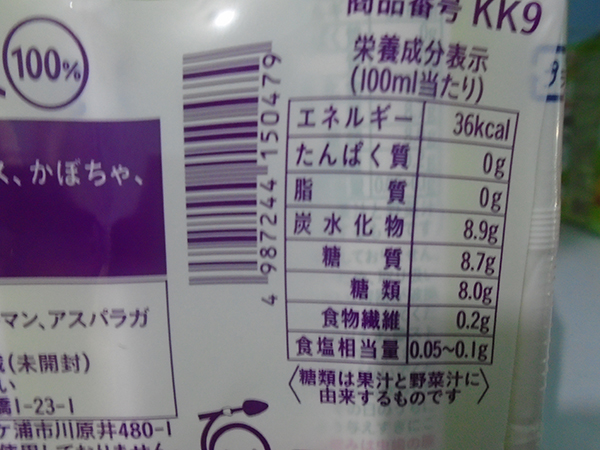 商品番号 KK9
栄養成分表示
(100ml当たり)
エネルギー 36kcal
たんぱく質 0g
脂質 0g
炭水化物 8.9g
糖質 8.7g
糖類 8.0g
食物繊維 0.2g
食塩相当量 0.05~0.1g
〈糖類は果汁と野菜汁に
由来するものです〉
4 987244 150479
100%
ス、かぼちゃ、
マン、アスパラガ
(未開封)
い
1-23-1
ケ浦市川原井480-1